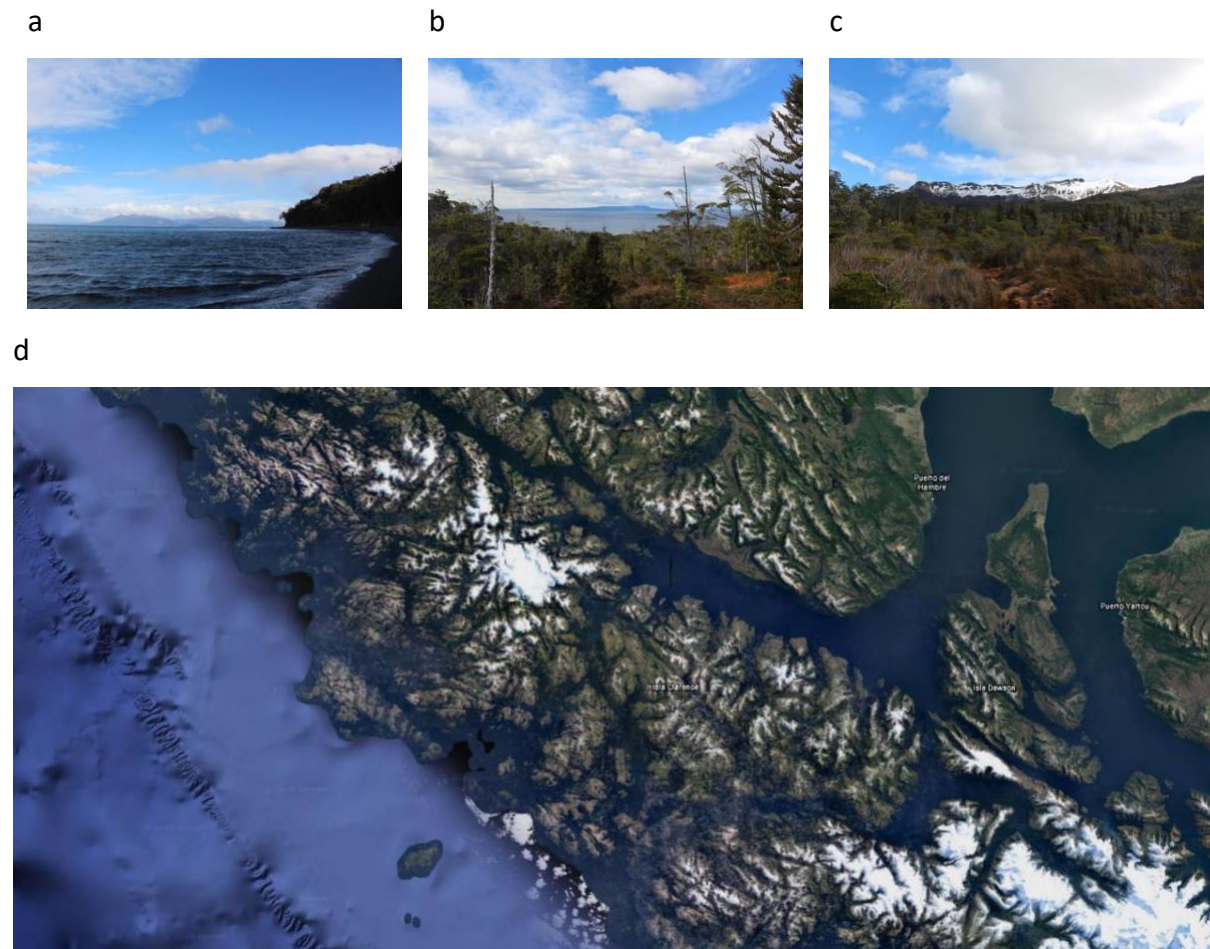 a
b
c
d
Puerto del
Hambre
Puerto Yartou
Isla Clarence
Isla Dawson